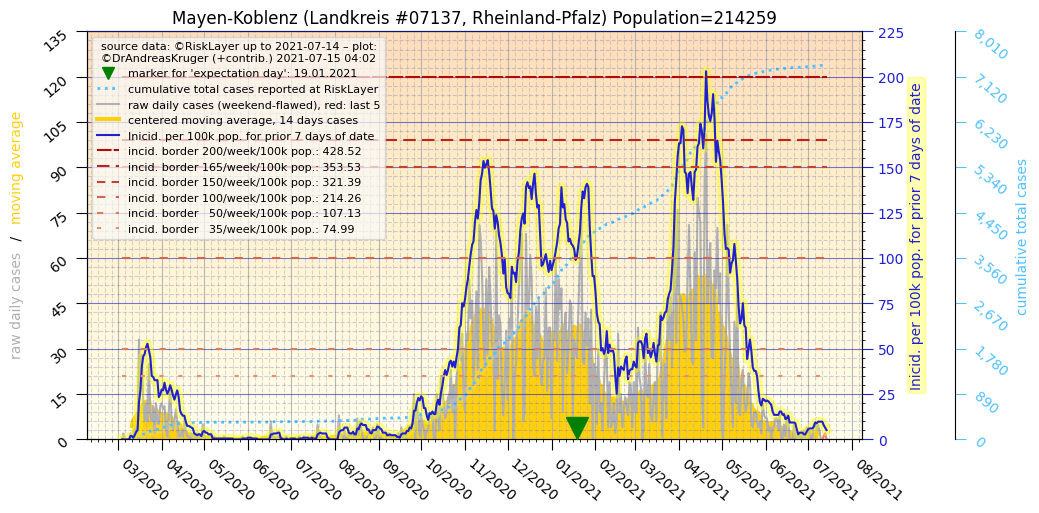 Mayen-Koblenz (Landkreis #07137, Rheinland-Pfalz) Population=214259
source data: ©RiskLayer up to 2021-07-14 – plot:
©DrAndreasKruger (+contrib.) 2021-07-15 04:02
marker for 'expectation day': 19.01.2021
cumulative total cases reported at RiskLayer
raw daily cases (weekend-flawed), red: last 5
centered moving average, 14 days cases
Inicid. per 100k pop. for prior 7 days of date
incid. border 200/week/100k pop.: 428.52
incid. border 165/week/100k pop.: 353.53
incid. border 150/week/100k pop.: 321.39
incid. border 100/week/100k pop.: 214.26
incid. border 50/week/100k pop.: 107.13
incid. border 35/week/100k pop.: 74.99
raw daily cases / moving average
135
120
105
90
75
60
45
30
15
0
03/2020
04/2020
05/2020
06/2020
07/2020
08/2020
09/2020
10/2020
11/2020
12/2020
01/2021
02/2021
03/2021
04/2021
05/2021
06/2021
07/2021
08/2021
225
200
175
150
125
100
75
50
25
0
Inicid. per 100k pop. for prior 7 days of date
8,010
7,120
6,230
5,340
4,450
3,560
2,670
1,780
890
0
cumulative total cases